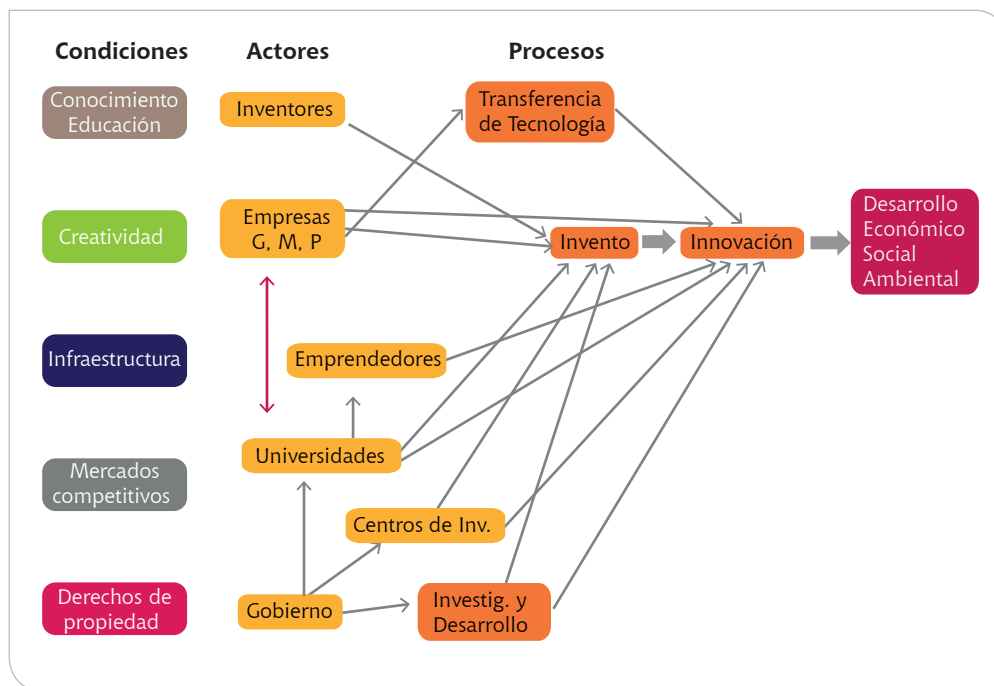 Condiciones
Actores
Procesos
Conocimiento
Educación
Inventores
Transferencia
de Tecnología
Creatividad
Empresas
G, M, P
Invento
Innovación
Desarrollo
Económico
Social
Ambiental
Infraestructura
Emprendedores
Mercados
competitivos
Universidades
Centros de Inv.
Derechos de
propiedad
Gobierno
Investig. y
Desarrollo